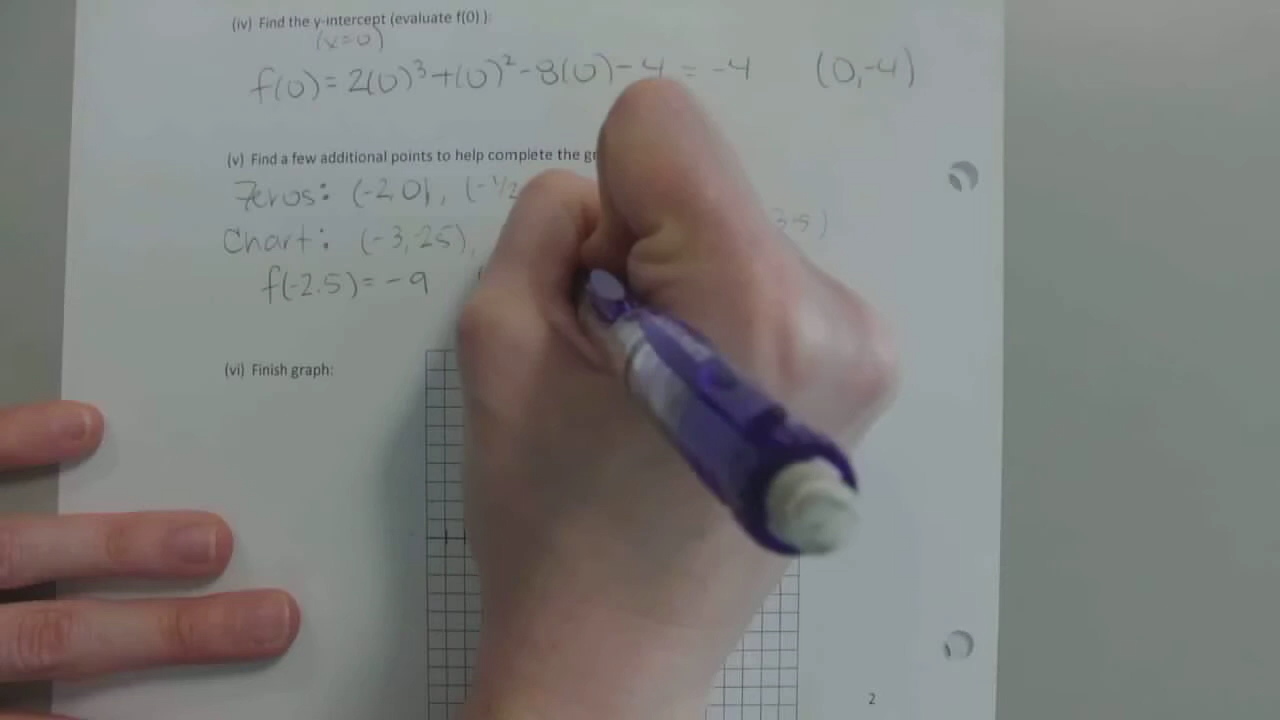 (iv) Find the y-intercept (evaluate f(0) ):
(x=0)
f(0) = 2(0)³+(0)²-8(0)-4 = -4 (0,-4)
(v) Find a few additional points to help complete the
Zeros: (-2,0), (-1/2
Chart: (-3,-25),
f(-2.5)= -9
(vi) Finish graph:
2